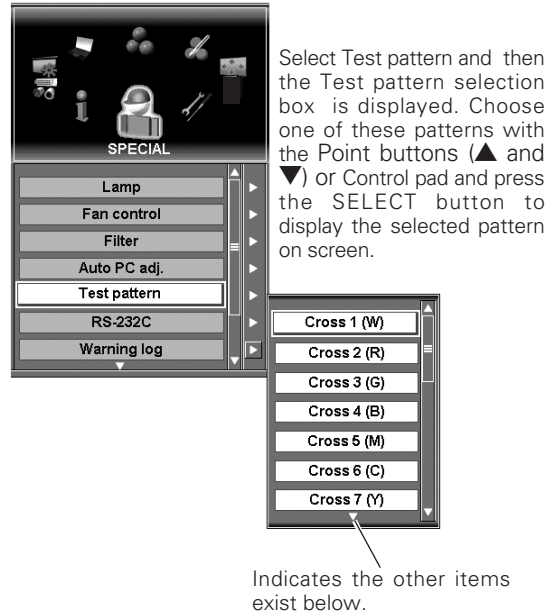 SPECIAL
Lamp
Fan control
Filter
Auto PC adj.
Test pattern
RS-232C
Warning log
Select Test pattern and then
the Test pattern selection
box is displayed. Choose
one of these patterns with
the Point buttons (▲ and
▼) or Control pad and press
the SELECT button to
display the selected pattern
on screen.
Cross 1 (W)
Cross 2 (R)
Cross 3 (G)
Cross 4 (B)
Cross 5 (M)
Cross 6 (C)
Cross 7 (Y)
Indicates the other items
exist below.